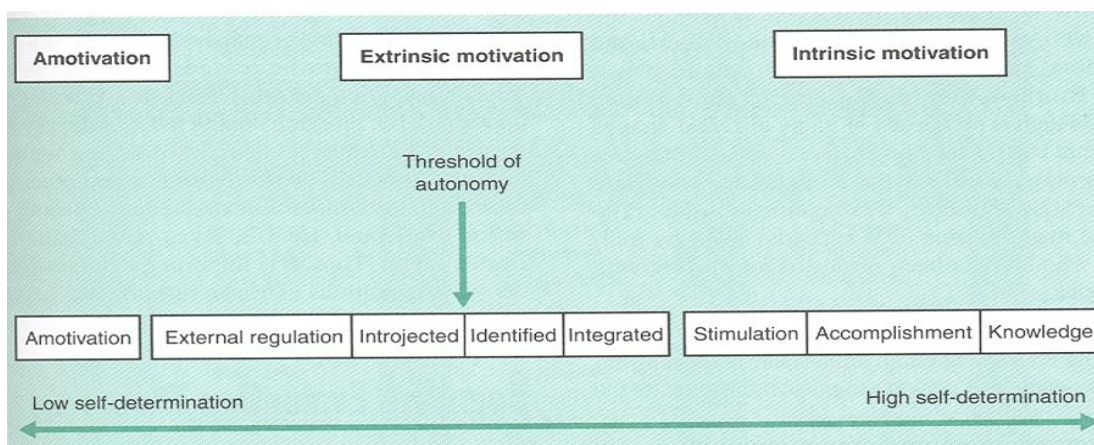 Amotivation
Extrinsic motivation
Intrinsic motivation
Threshold of
autonomy
Amotivation
External regulation
Introjected
Identified
Integrated
Stimulation
Accomplishment
Knowledge
Low self-determination
High self-determination